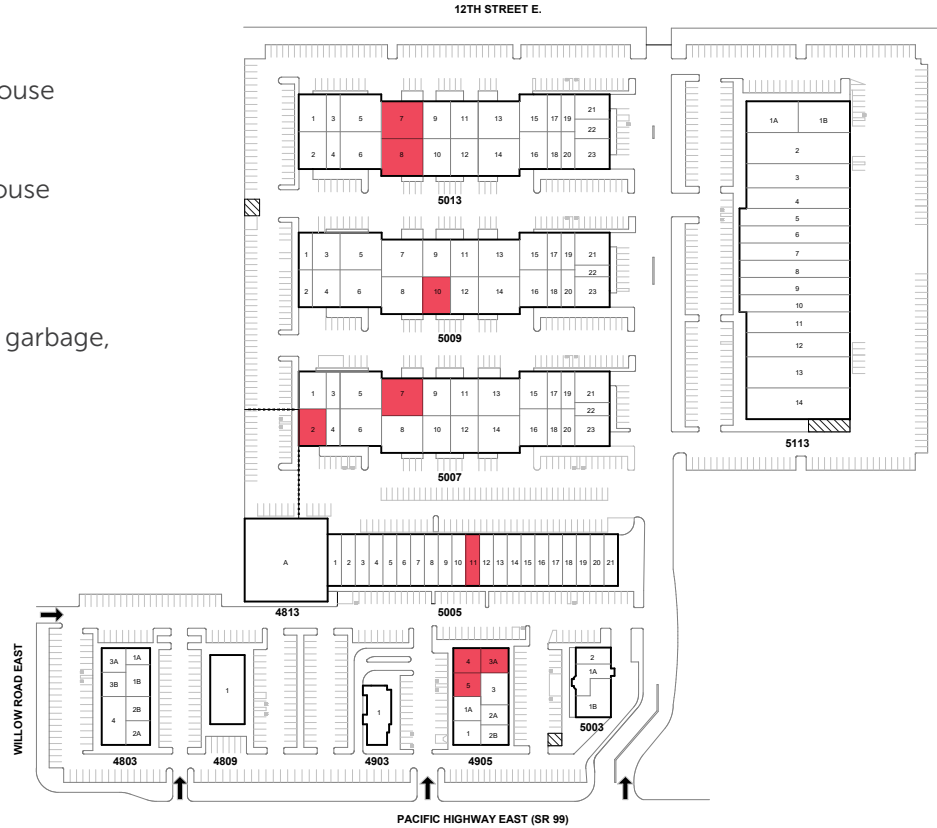 12TH STREET E.
ouse
ouse
garbage,
1 3 5 7 9 11 13 15 17 19 21
22
2 4 6 8 10 12 14 16 18 20 23
5013
1 3 5 7 9 11 13 15 17 19 21
22
2 4 6 8 10 12 14 16 18 20 23
5009
1 3 5 7 9 11 13 15 17 19 21
22
2 4 6 8 10 12 14 16 18 20 23
5007
1A 1B
2
3
4
5
6
7
8
9
10
11
12
13
14
5113
A 1 2 3 4 5 6 7 8 9 10 11 12 13 14 15 16 17 18 19 20 21
4813 5005
WILLOW ROAD EAST
3A 1A
3B 1B
4 2B
2A
4803
1
4809
1
4903
4 3A
5 3
1A 2A
1 2B
4905
2
1A
1B
5003
PACIFIC HIGHWAY EAST (SR 99)